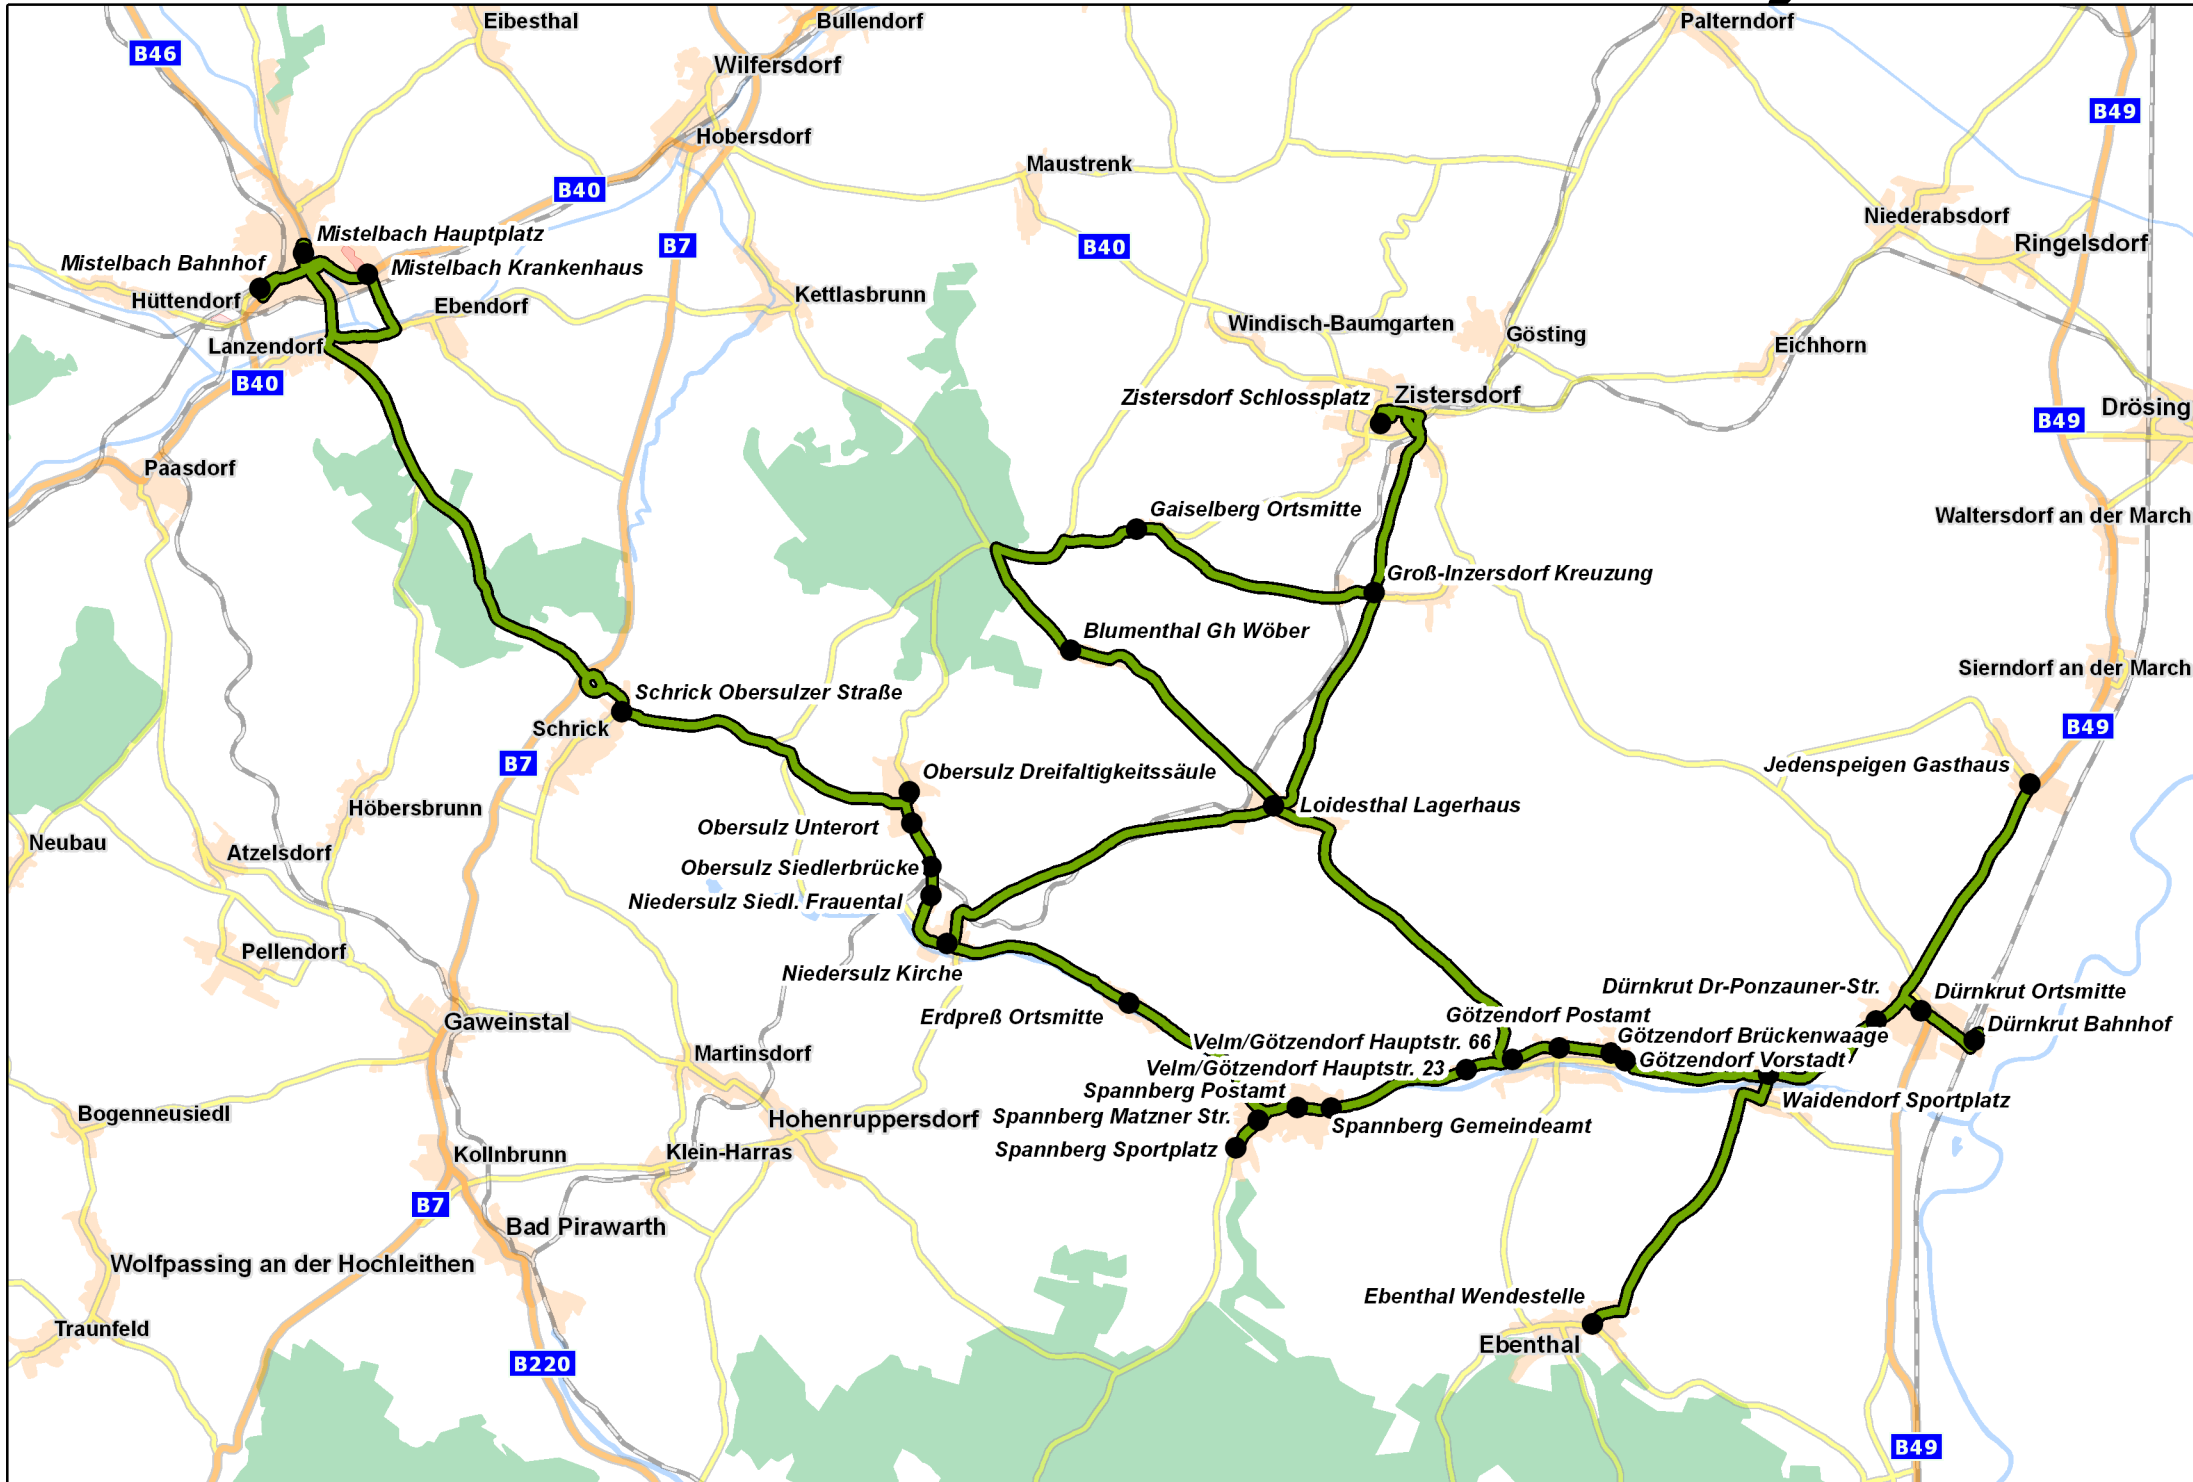 Eibesthal
Bullendorf
Palterndorf
B46
Wilfersdorf
B49
Hobersdorf
Maustrenk
B40
Niederabsdorf
Mistelbach Hauptplatz
B7
B40
Ringelsdorf
Mistelbach Bahnhof
Mistelbach Krankenhaus
Hüttendorf
Ebendorf
Kettlasbrunn
Windisch-Baumgarten
Gösting
Lanzendorf
Eichhorn
B40
Zistersdorf Schlossplatz
Zistersdorf
Drösing
B49
Paasdorf
Gaiselberg Ortsmitte
Waltersdorf an der March
Groß-Inzersdorf Kreuzung
Blumenthal Gh Wöber
Sierndorf an der March
Schrick Obersulzer Straße
Schrick
B49
B7
Jedenspeigen Gasthaus
Obersulz Dreifaltigkeitssäule
Höbersbrunn
Loidesthal Lagerhaus
Obersulz Unterort
Neubau
Atzelsdorf
Obersulz Siedlerbrücke
Niedersulz Siedl. Frauental
Pellendorf
Niedersulz Kirche
Dürnkrut Dr-Ponzauner-Str.
Dürnkrut Ortsmitte
Erdpreß Ortsmitte
Götzendorf Postamt
Gaweinstal
Dürnkrut Bahnhof
Velm/Götzendorf Hauptstr. 66
Götzendorf Brückenwaage
Martinsdorf
Velm/Götzendorf Hauptstr. 23
Götzendorf Vorstadt
Spannberg Postamt
Waidendorf Sportplatz
Bogenneusiedl
Hohenruppersdorf
Spannberg Matzner Str.
Spannberg Gemeindeamt
Kollnbrunn
Klein-Harras
Spannberg Sportplatz
B7
Bad Pirawarth
Wolfpassing an der Hochleithen
Ebenthal Wendestelle
Traunfeld
Ebenthal
B220
B49